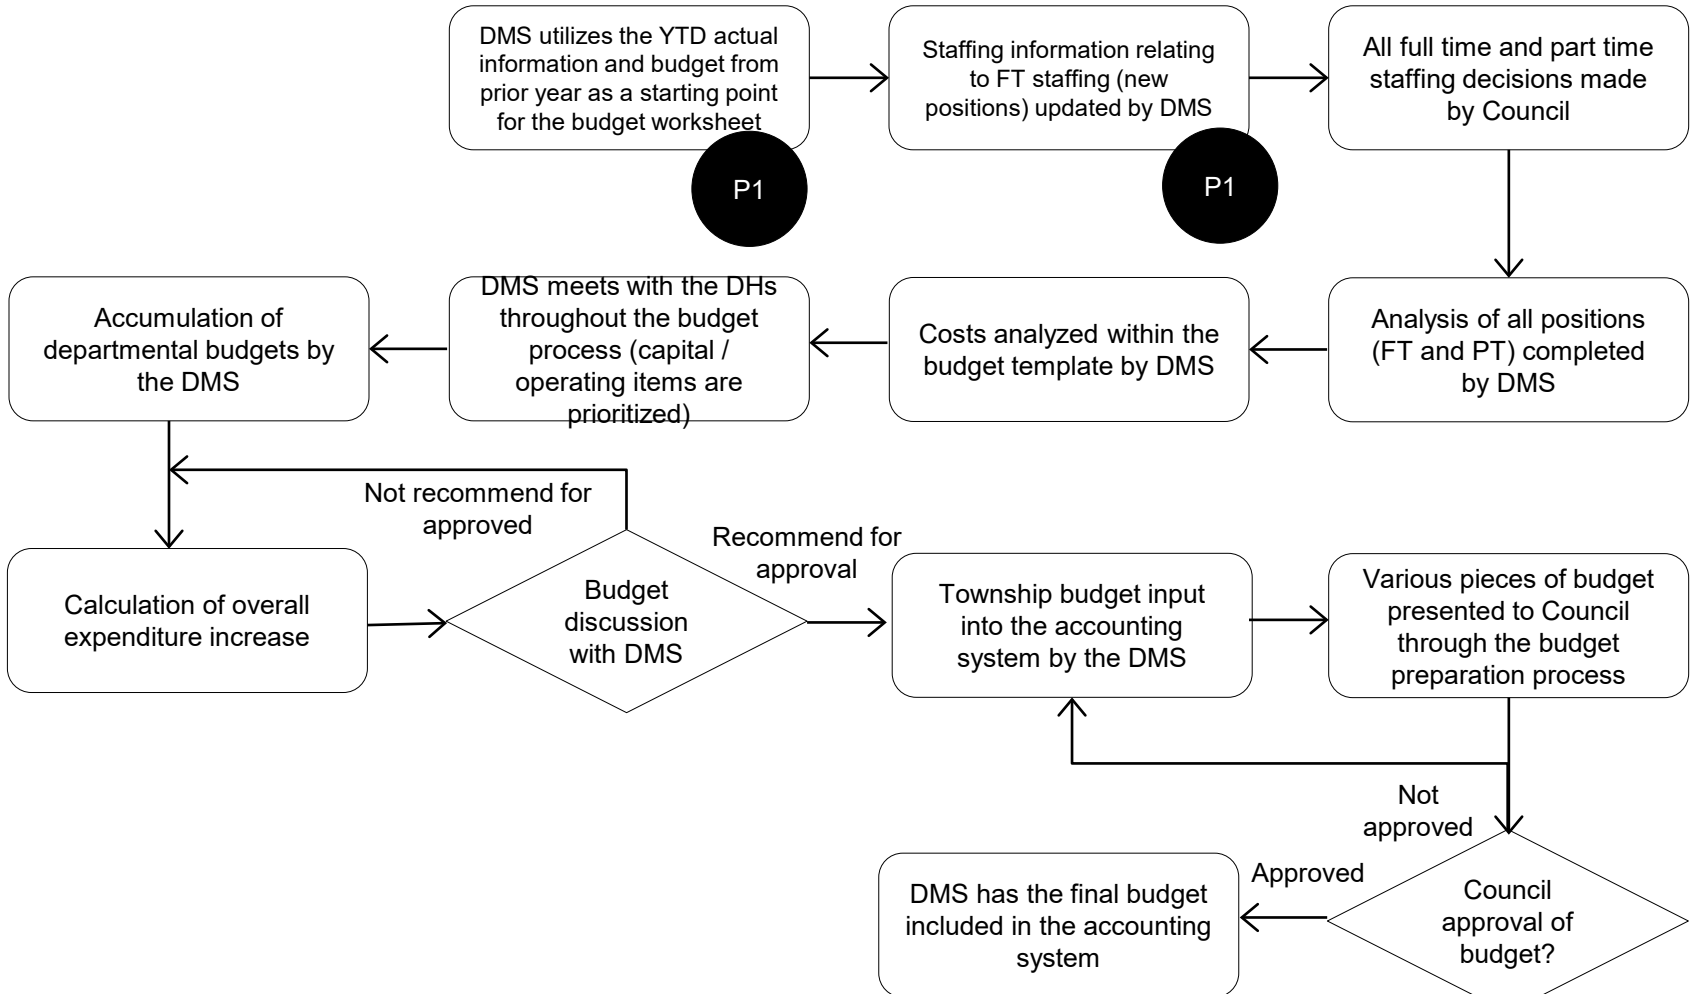 DMS utilizes the YTD actual
information and budget from
prior year as a starting point
for the budget worksheet
P1
Staffing information relating
to FT staffing (new
positions) updated by DMS
P1
All full time and part time
staffing decisions made
by Council
Analysis of all positions
(FT and PT) completed
by DMS
Costs analyzed within the
budget template by DMS
DMS meets with the DHs
throughout the budget
process (capital /
operating items are
prioritized)
Accumulation of
departmental budgets by
the DMS
Calculation of overall
expenditure increase
Not recommend for
approved
Budget
discussion
with DMS
Recommend for
approval
Township budget input
into the accounting
system by the DMS
Various pieces of budget
presented to Council
through the budget
preparation process
Not
approved
Council
approval of
budget?
Approved
DMS has the final budget
included in the accounting
system